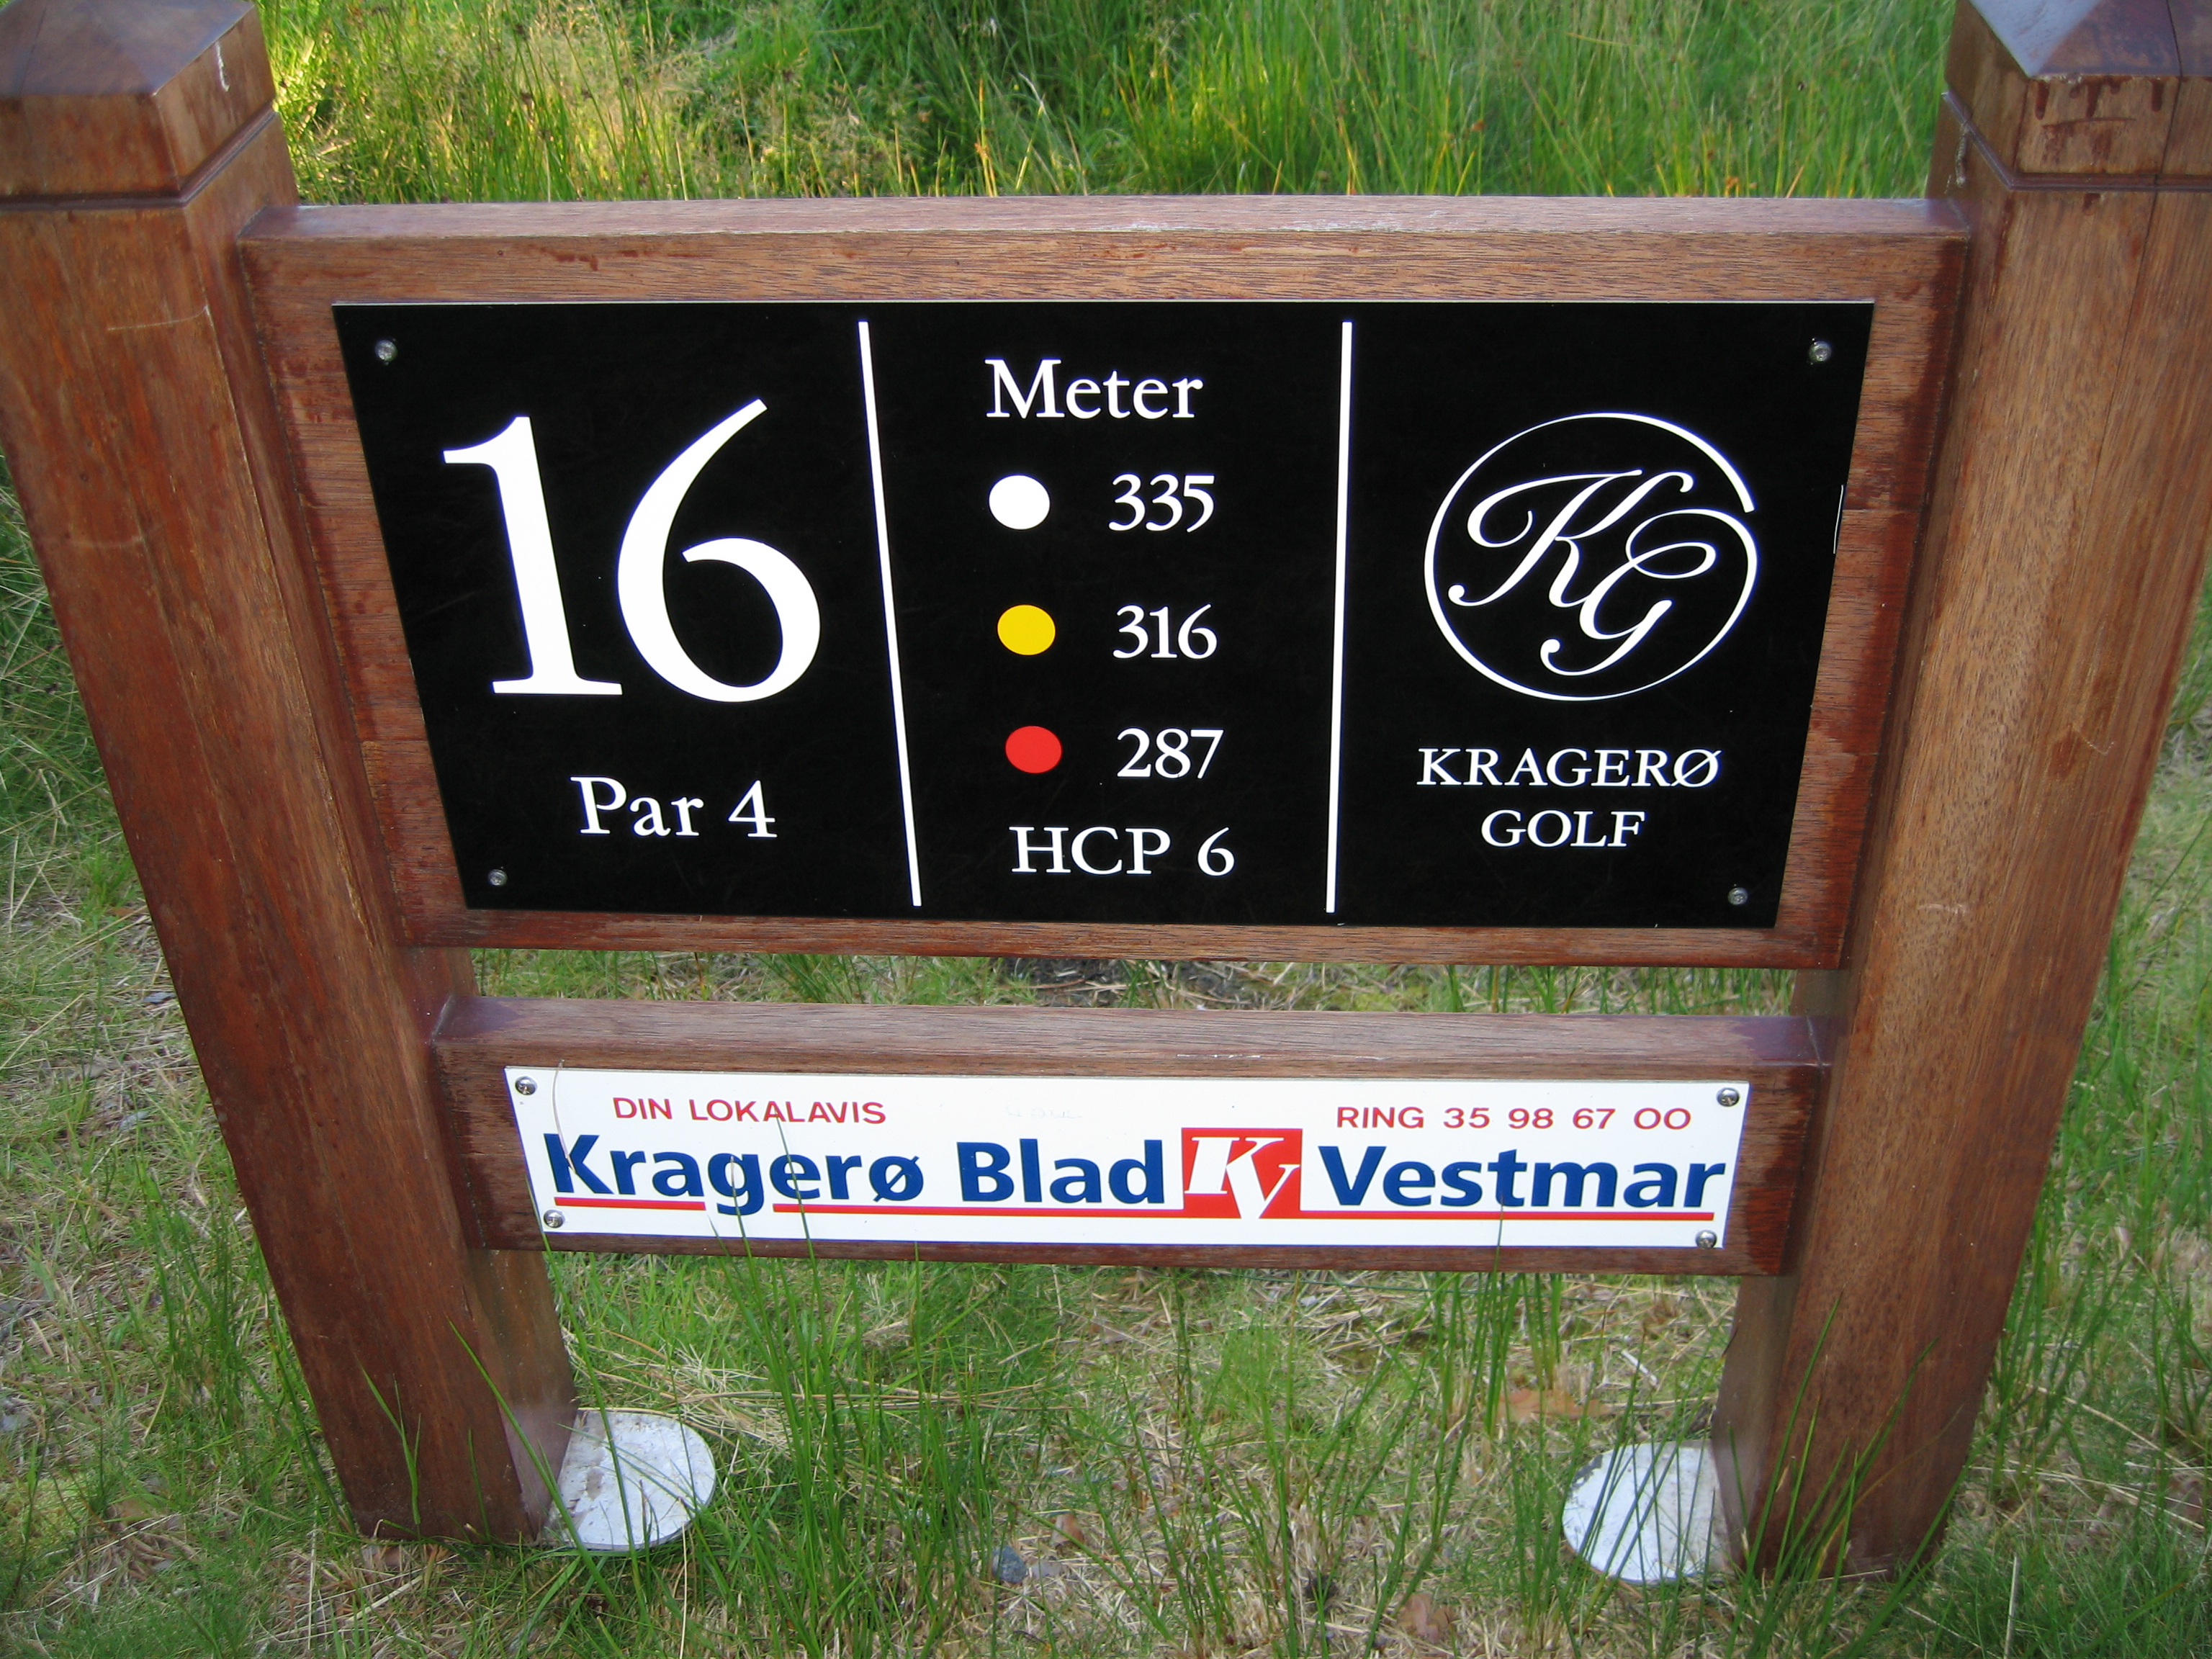 16
Par 4
Meter
335
316
287
HCP 6
KG
KRAGERØ
GOLF
DIN LOKALAVIS
RING 35 98 67 00
Kragerø Blad KV Vestmar